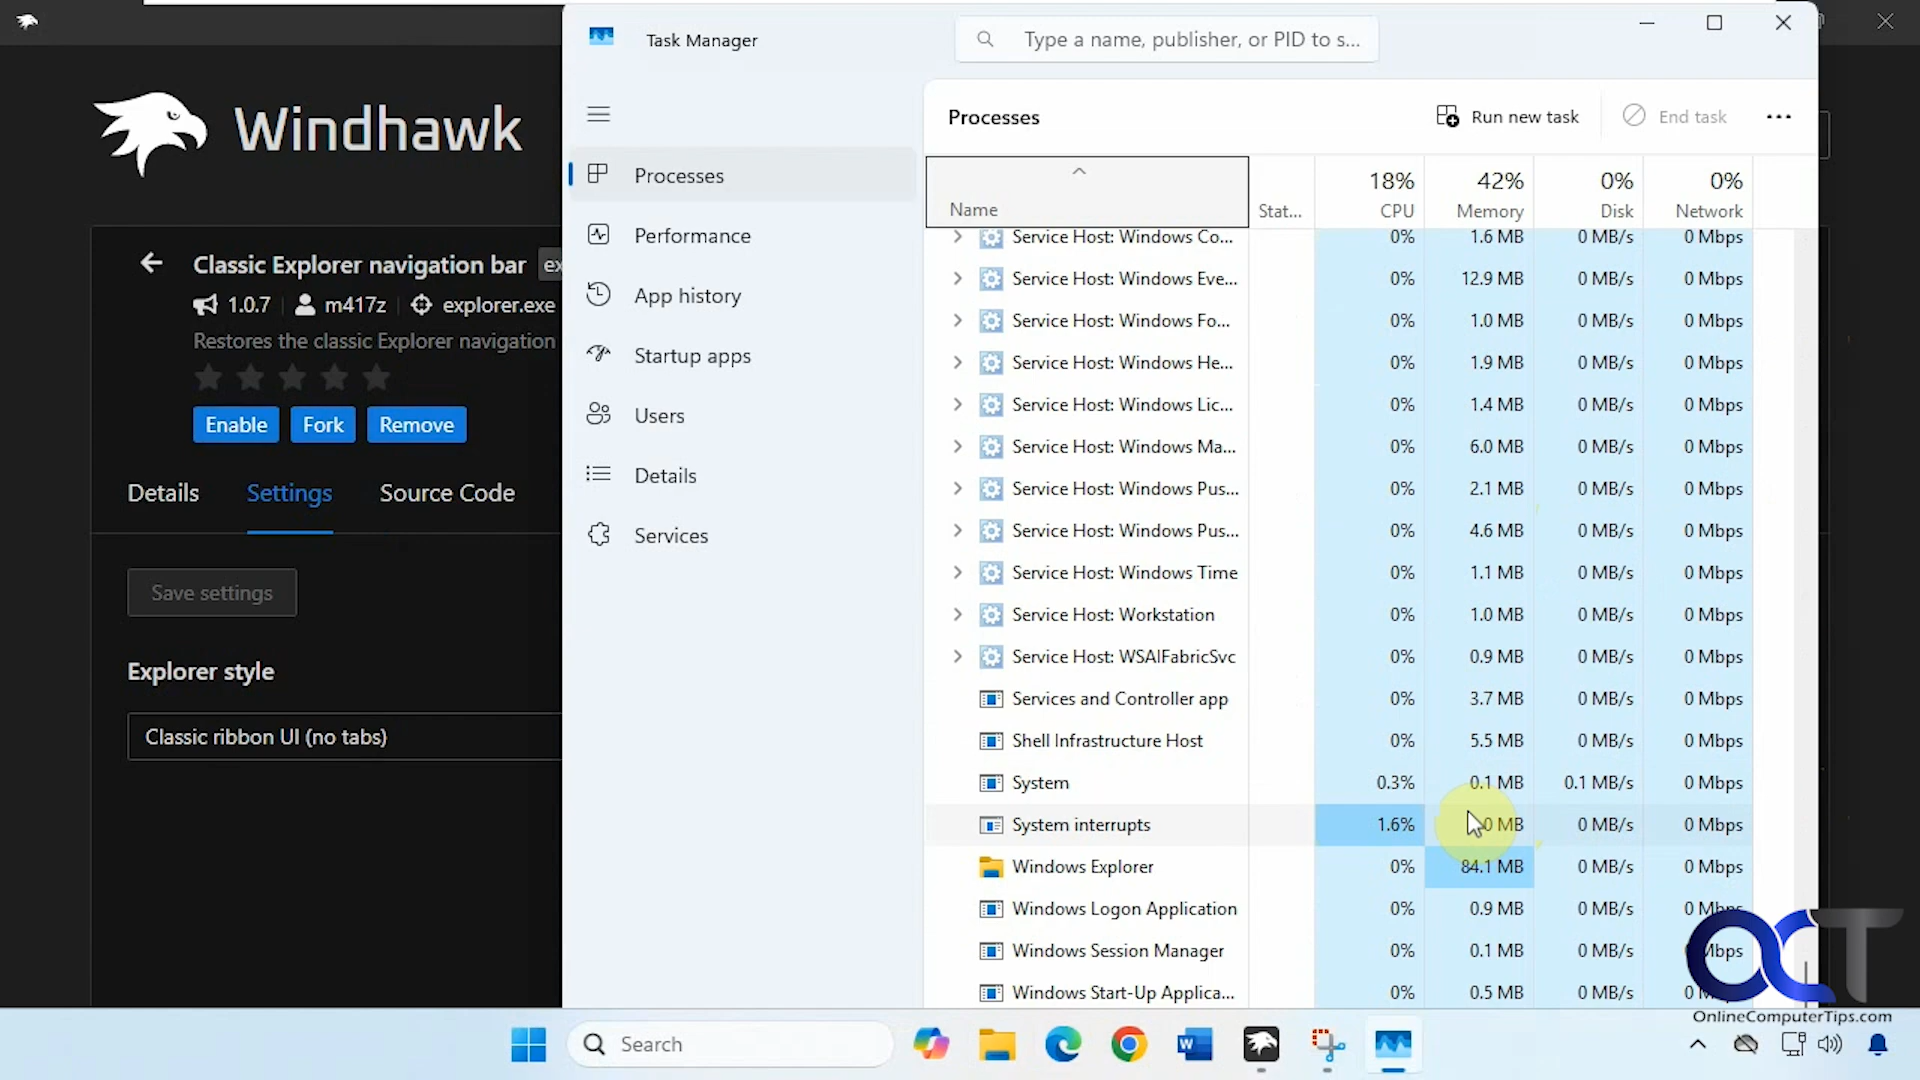 Windhawk
Classic Explorer navigation bar ex
1.0.7 | m417z | explorer.exe
Restores the classic Explorer navigation
Enable Fork Remove
Details Settings Source Code
Save settings
Explorer style
Classic ribbon UI (no tabs)
Task Manager
Type a name, publisher, or PID to s...
Processes
Performance
App history
Startup apps
Users
Details
Services
Processes
Run new task
End task
18% 42% 0% 0%
Name Stat... CPU Memory Disk Network
Service Host: Windows Co... 0% 1.6 MB 0 MB/s 0 Mbps
Service Host: Windows Eve... 0% 12.9 MB 0 MB/s 0 Mbps
Service Host: Windows Fo... 0% 1.0 MB 0 MB/s 0 Mbps
Service Host: Windows He... 0% 1.9 MB 0 MB/s 0 Mbps
Service Host: Windows Lic... 0% 1.4 MB 0 MB/s 0 Mbps
Service Host: Windows Ma... 0% 6.0 MB 0 MB/s 0 Mbps
Service Host: Windows Pus... 0% 2.1 MB 0 MB/s 0 Mbps
Service Host: Windows Pus... 0% 4.6 MB 0 MB/s 0 Mbps
Service Host: Windows Time 0% 1.1 MB 0 MB/s 0 Mbps
Service Host: Workstation 0% 1.0 MB 0 MB/s 0 Mbps
Service Host: WSAIFabricSvc 0% 0.9 MB 0 MB/s 0 Mbps
Services and Controller app 0% 3.7 MB 0 MB/s 0 Mbps
Shell Infrastructure Host 0% 5.5 MB 0 MB/s 0 Mbps
System 0.3% 0.1 MB 0.1 MB/s 0 Mbps
System interrupts 1.6% 0 MB 0 MB/s 0 Mbps
Windows Explorer 0% 84.1 MB 0 MB/s 0 Mbps
Windows Logon Application 0% 0.9 MB 0 MB/s 0 Mbps
Windows Session Manager 0% 0.1 MB 0 MB/s Mbps
Windows Start-Up Applica... 0% 0.5 MB 0 MB/s
OCT
OnlineComputerTips.com
Search